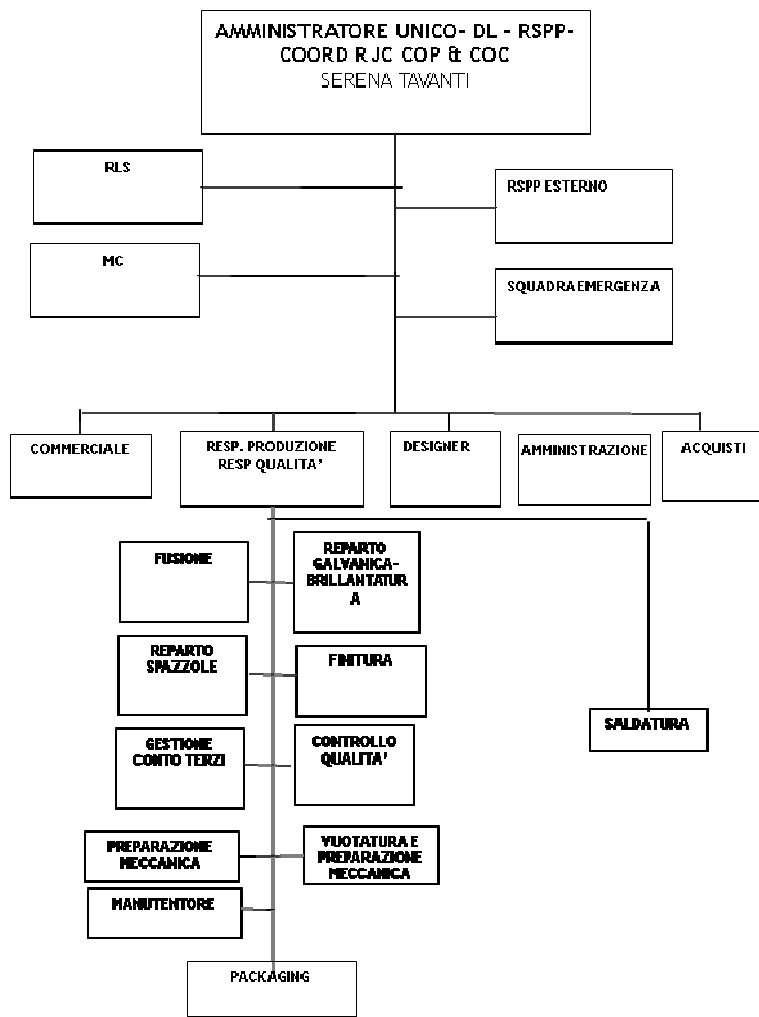 AMMINISTRATORE UNICO- DL - RSPP-
COORD RJC COP & COC
SERENA TAVANTI
RLS
RSPP ESTERNO
MC
SQUADRA EMERGENZA
COMMERCIALE
RESP. PRODUZIONE
RESP QUALITA'
DESIGNER
AMMINISTRAZIONE
ACQUISTI
FUSIONE
REPARTO
GALVANICA-
BRILLANTATUR
A
REPARTO
SPAZZOLE
FINITURA
SALDATURA
GESTIONE
CONTO TERZI
CONTROLLO
QUALITA'
PREPARAZIONE
MECCANICA
VUOTATURA E
PREPARAZIONE
MECCANICA
MANUTENTORE
PACKAGING